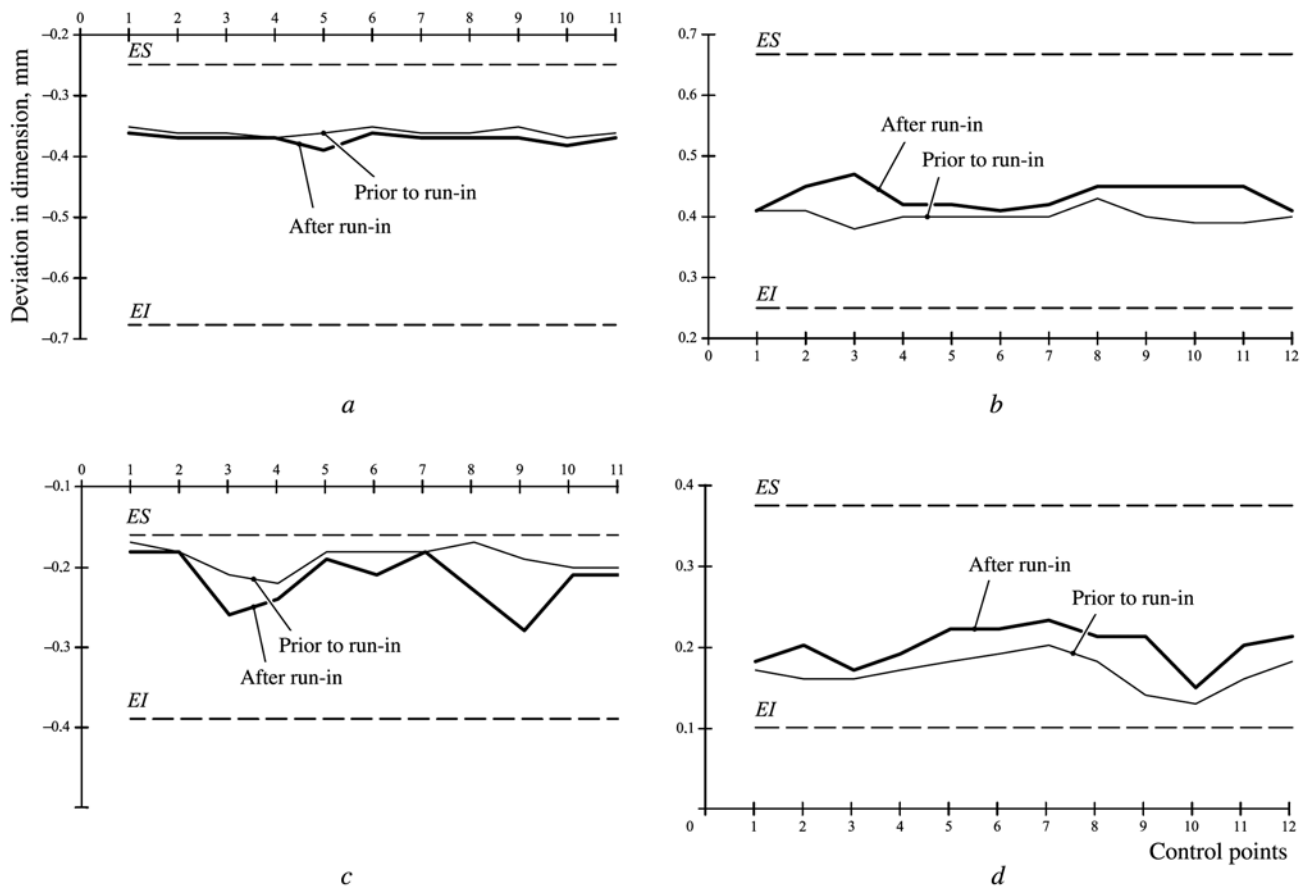 Deviation in dimension, mm
0 1 2 3 4 5 6 7 8 9 10 11
–0.2
ES
–0.3
–0.4
Prior to run-in
After run-in
–0.5
–0.6
EI
–0.7
a
0.7
ES
0.6
After run-in
0.5
Prior to run-in
0.4
0.3
EI
0.2
0 1 2 3 4 5 6 7 8 9 10 11 12
b
0 1 2 3 4 5 6 7 8 9 10 11
–0.1
ES
–0.2
Prior to run-in
–0.3
After run-in
EI
–0.4
c
0.4
ES
0.3
After run-in
Prior to run-in
0.2
EI
0.1
0 1 2 3 4 5 6 7 8 9 10 11 12
0
Control points
d